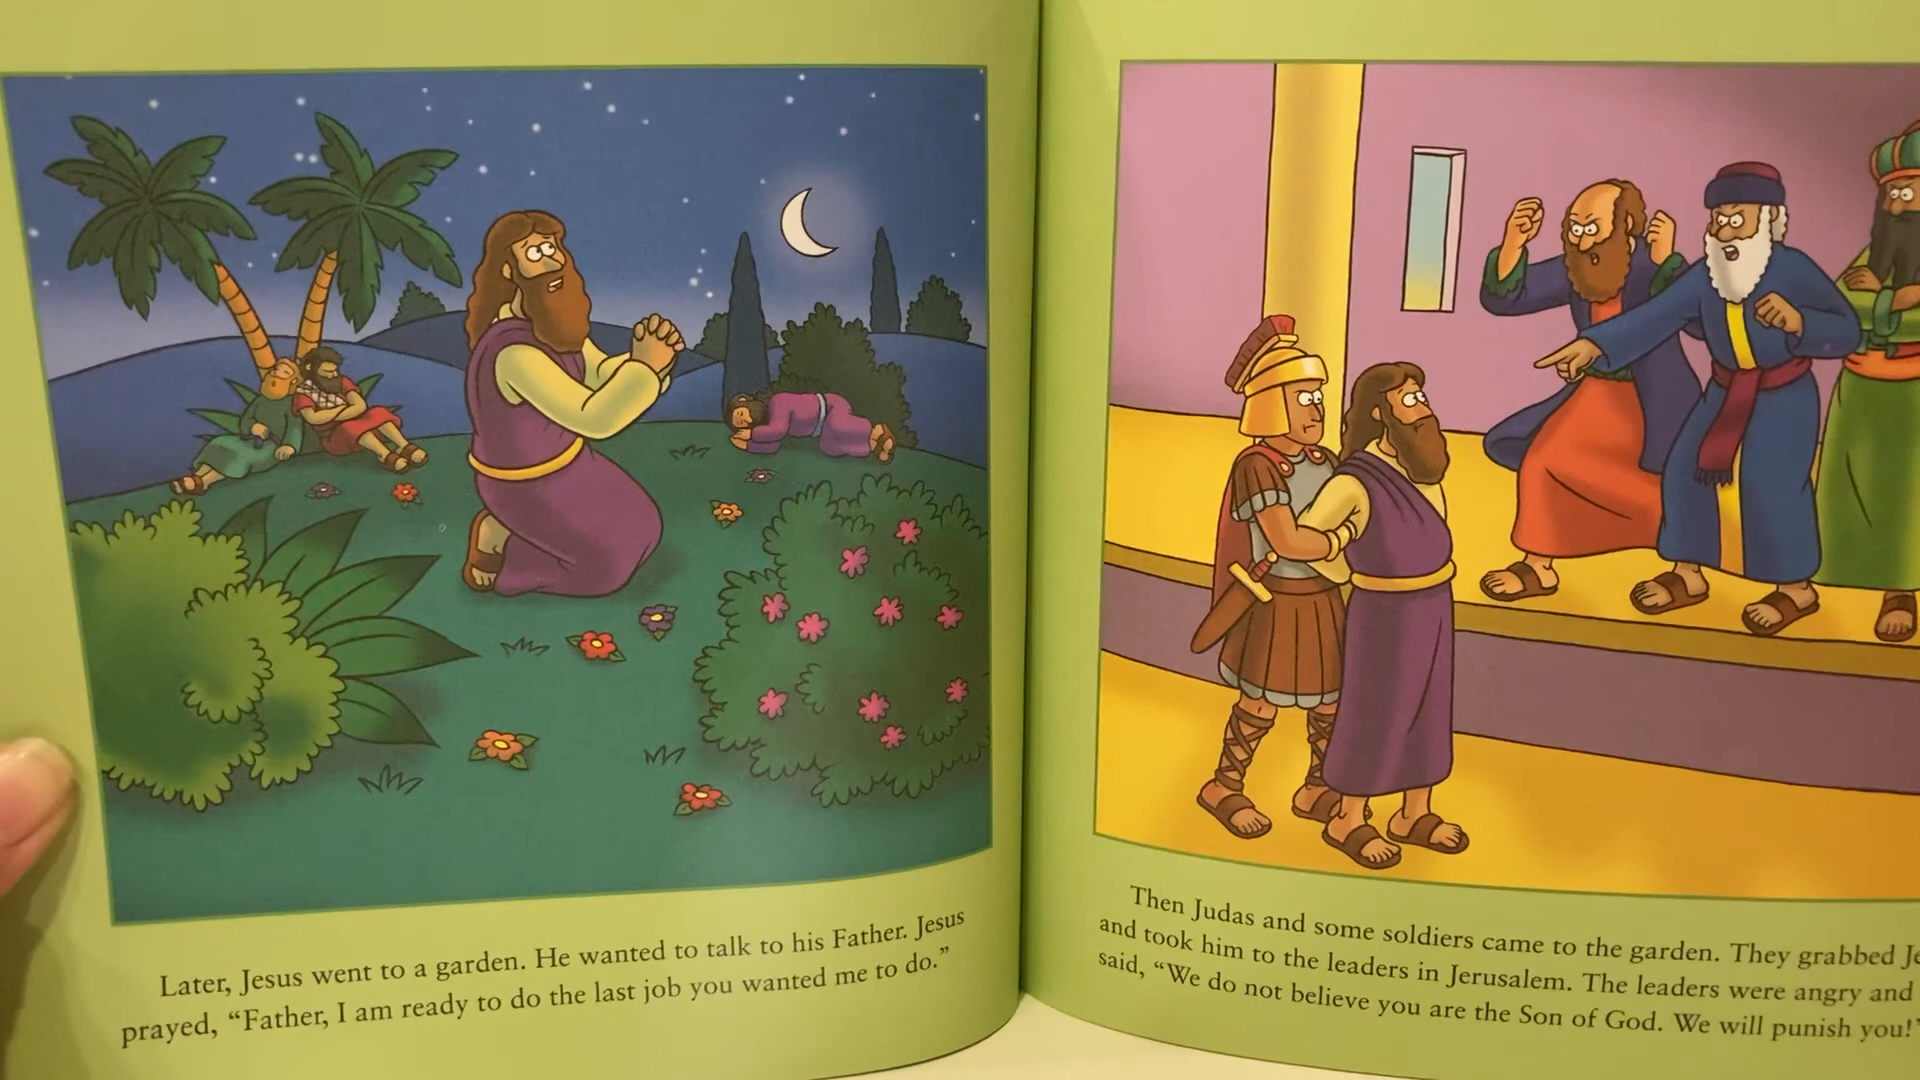 Later, Jesus went to a garden. He wanted to talk to his Father. Jesus
prayed, “Father, I am ready to do the last job you wanted me to do.”
Then Judas and some soldiers came to the garden. They grabbed
and took him to the leaders in Jerusalem. The leaders were angry and
said, “We do not believe you are the Son of God. We will punish you!”